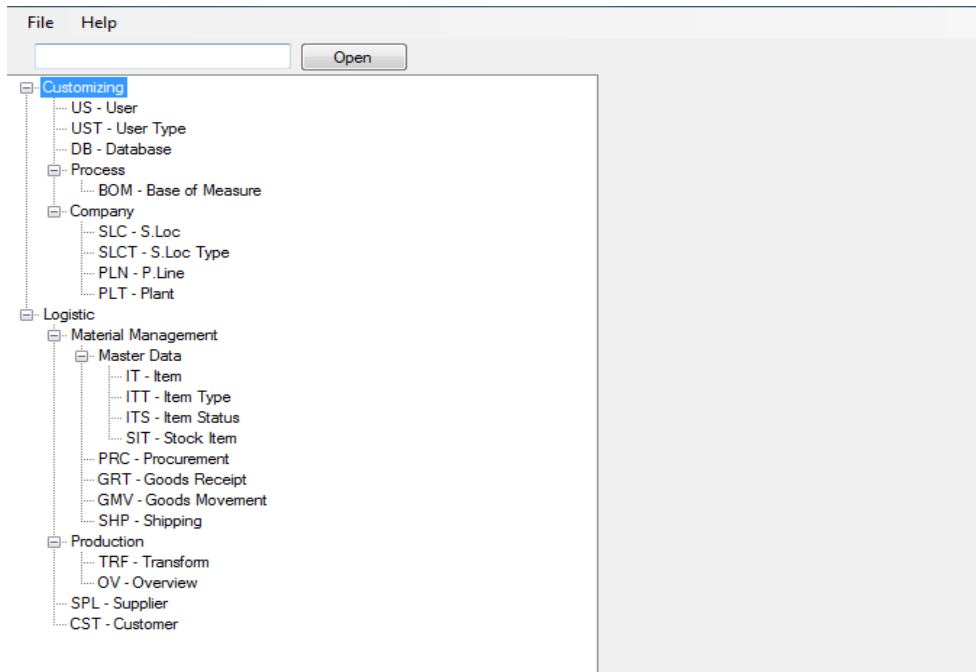 File Help
Open
Customizing
US - User
UST - User Type
DB - Database
Process
BOM - Base of Measure
Company
SLC - S.Loc
SLCT - S.Loc Type
PLN - P.Line
PLT - Plant
Logistic
Material Management
Master Data
IT - Item
ITT - Item Type
ITS - Item Status
SIT - Stock Item
PRC - Procurement
GRT - Goods Receipt
GMV - Goods Movement
SHP - Shipping
Production
TRF - Transform
OV - Overview
SPL - Supplier
CST - Customer